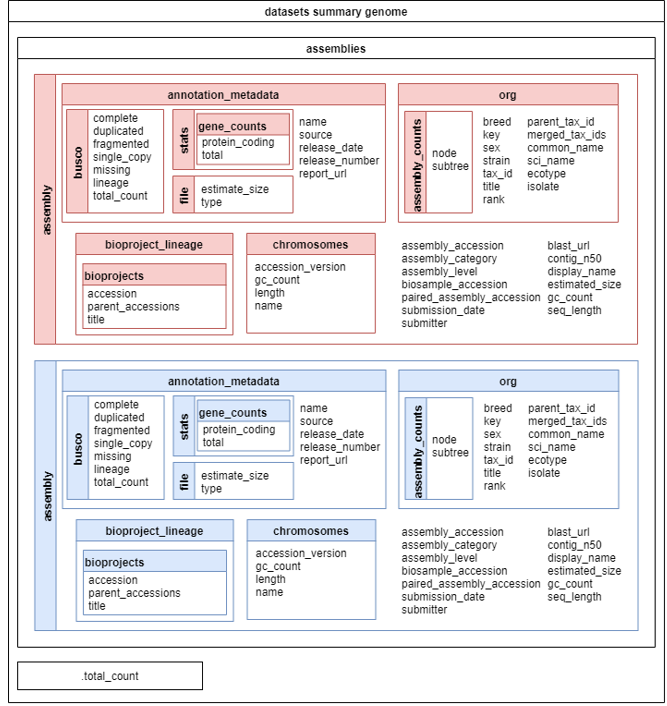 datasets summary genome
assemblies
assembly
annotation_metadata
busco
complete
duplicated
fragmented
single_copy
missing
lineage
total_count
stats
gene_counts
protein_coding
total
file
estimate_size
type
name
source
release_date
release_number
report_url
org
assembly_counts
node
subtree
breed
key
sex
strain
tax_id
title
rank
parent_tax_id
merged_tax_ids
common_name
sci_name
ecotype
isolate
bioproject_lineage
bioprojects
accession
parent_accessions
title
chromosomes
accession_version
gc_count
length
name
assembly_accession
assembly_category
assembly_level
biosample_accession
paired_assembly_accession
submission_date
submitter
blast_url
contig_n50
display_name
estimated_size
gc_count
seq_length
assembly
annotation_metadata
busco
complete
duplicated
fragmented
single_copy
missing
lineage
total_count
stats
gene_counts
protein_coding
total
file
estimate_size
type
name
source
release_date
release_number
report_url
org
assembly_counts
node
subtree
breed
key
sex
strain
tax_id
title
rank
parent_tax_id
merged_tax_ids
common_name
sci_name
ecotype
isolate
bioproject_lineage
bioprojects
accession
parent_accessions
title
chromosomes
accession_version
gc_count
length
name
assembly_accession
assembly_category
assembly_level
biosample_accession
paired_assembly_accession
submission_date
submitter
blast_url
contig_n50
display_name
estimated_size
gc_count
seq_length
.total_count